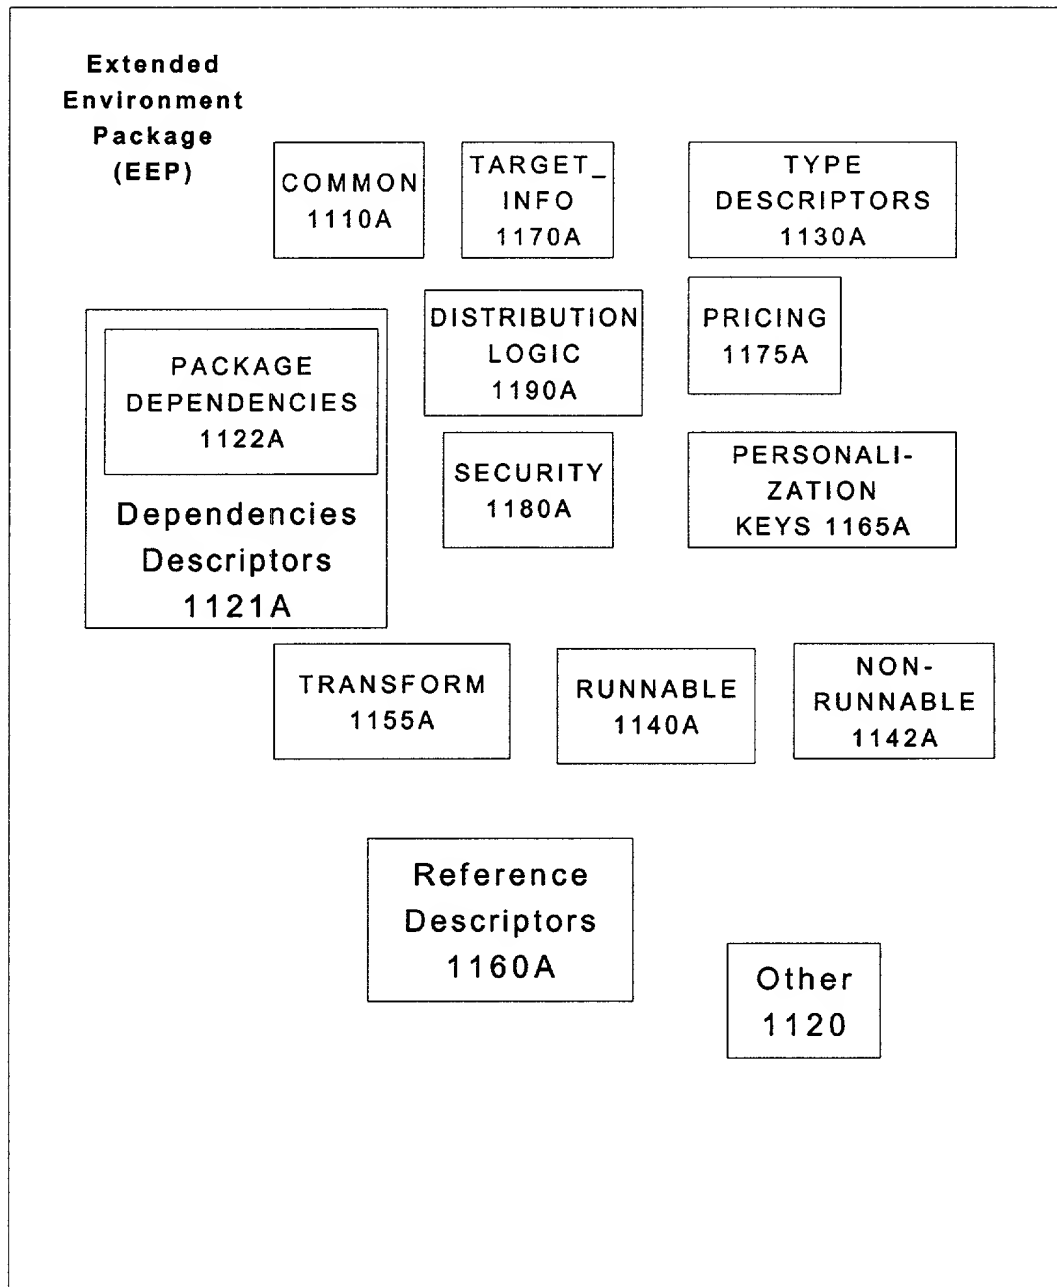 Extended
Environment
Package
(EEP)
COMMON
1110A
TARGET_
INFO
1170A
TYPE
DESCRIPTORS
1130A
PACKAGE
DEPENDENCIES
1122A
Dependencies
Descriptors
1121A
DISTRIBUTION
LOGIC
1190A
PRICING
1175A
SECURITY
1180A
PERSONALI-
ZATION
KEYS 1165A
TRANSFORM
1155A
RUNNABLE
1140A
NON-
RUNNABLE
1142A
Reference
Descriptors
1160A
Other
1120